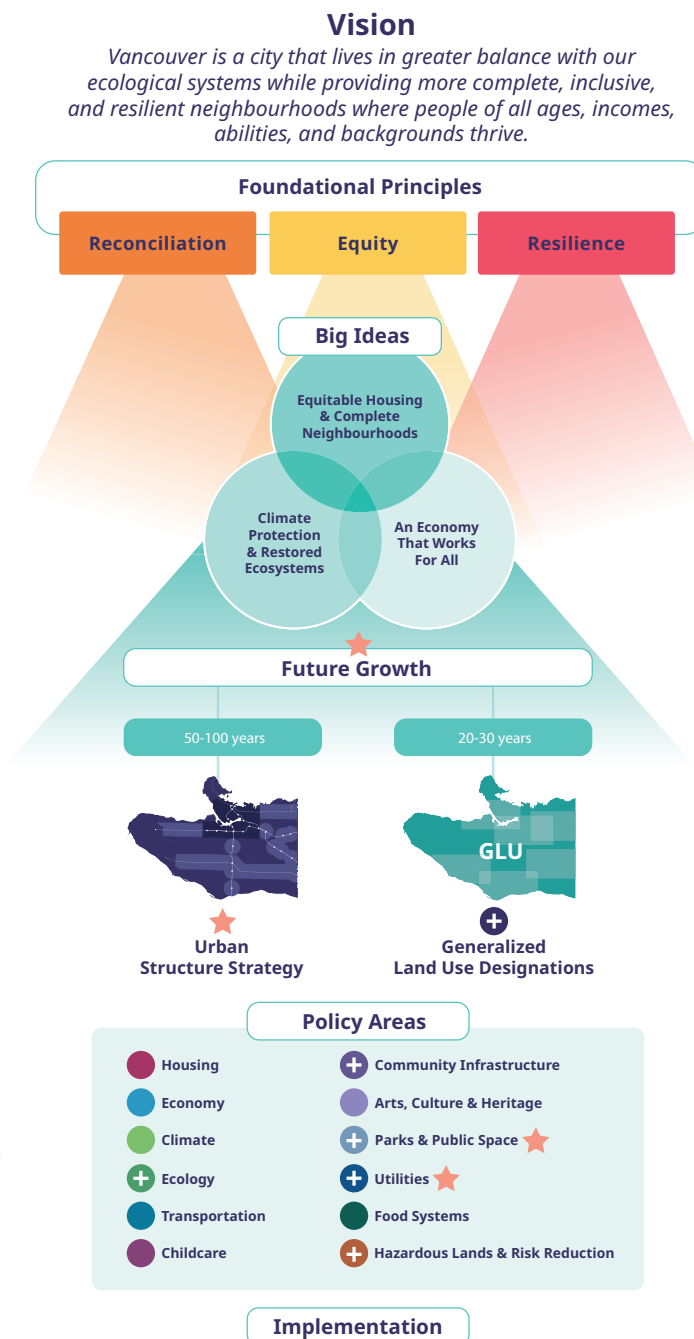 Vision
Vancouver is a city that lives in greater balance with our
ecological systems while providing more complete, inclusive,
and resilient neighbourhoods where people of all ages, incomes,
abilities, and backgrounds thrive.
Foundational Principles
Reconciliation
Equity
Resilience
Big Ideas
Equitable Housing
& Complete
Neighbourhoods
Climate
Protection
& Restored
Ecosystems
An Economy
That Works
For All
Future Growth
50-100 years
20-30 years
GLU
Urban
Structure Strategy
Generalized
Land Use Designations
Policy Areas
Housing
Economy
Climate
Ecology
Transportation
Childcare
Community Infrastructure
Arts, Culture & Heritage
Parks & Public Space
Utilities
Food Systems
Hazardous Lands & Risk Reduction
Implementation